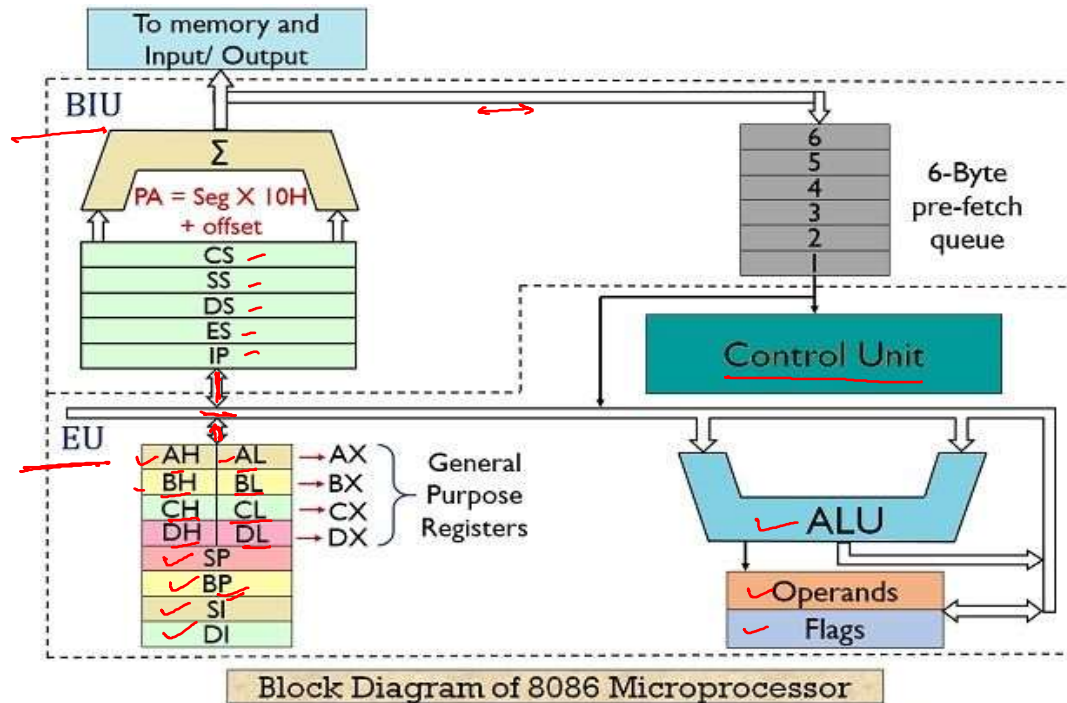 To memory and
Input/ Output
BIU
Σ
PA = Seg X 10H
+ offset
CS
SS
DS
ES
IP
6
5
4
3
2
1
6-Byte
pre-fetch
queue
Control Unit
EU
AH AL AX
BH BL BX
CH CL CX
DH DL DX
SP
BP
SI
DI
General
Purpose
Registers
ALU
Operands
Flags
Block Diagram of 8086 Microprocessor